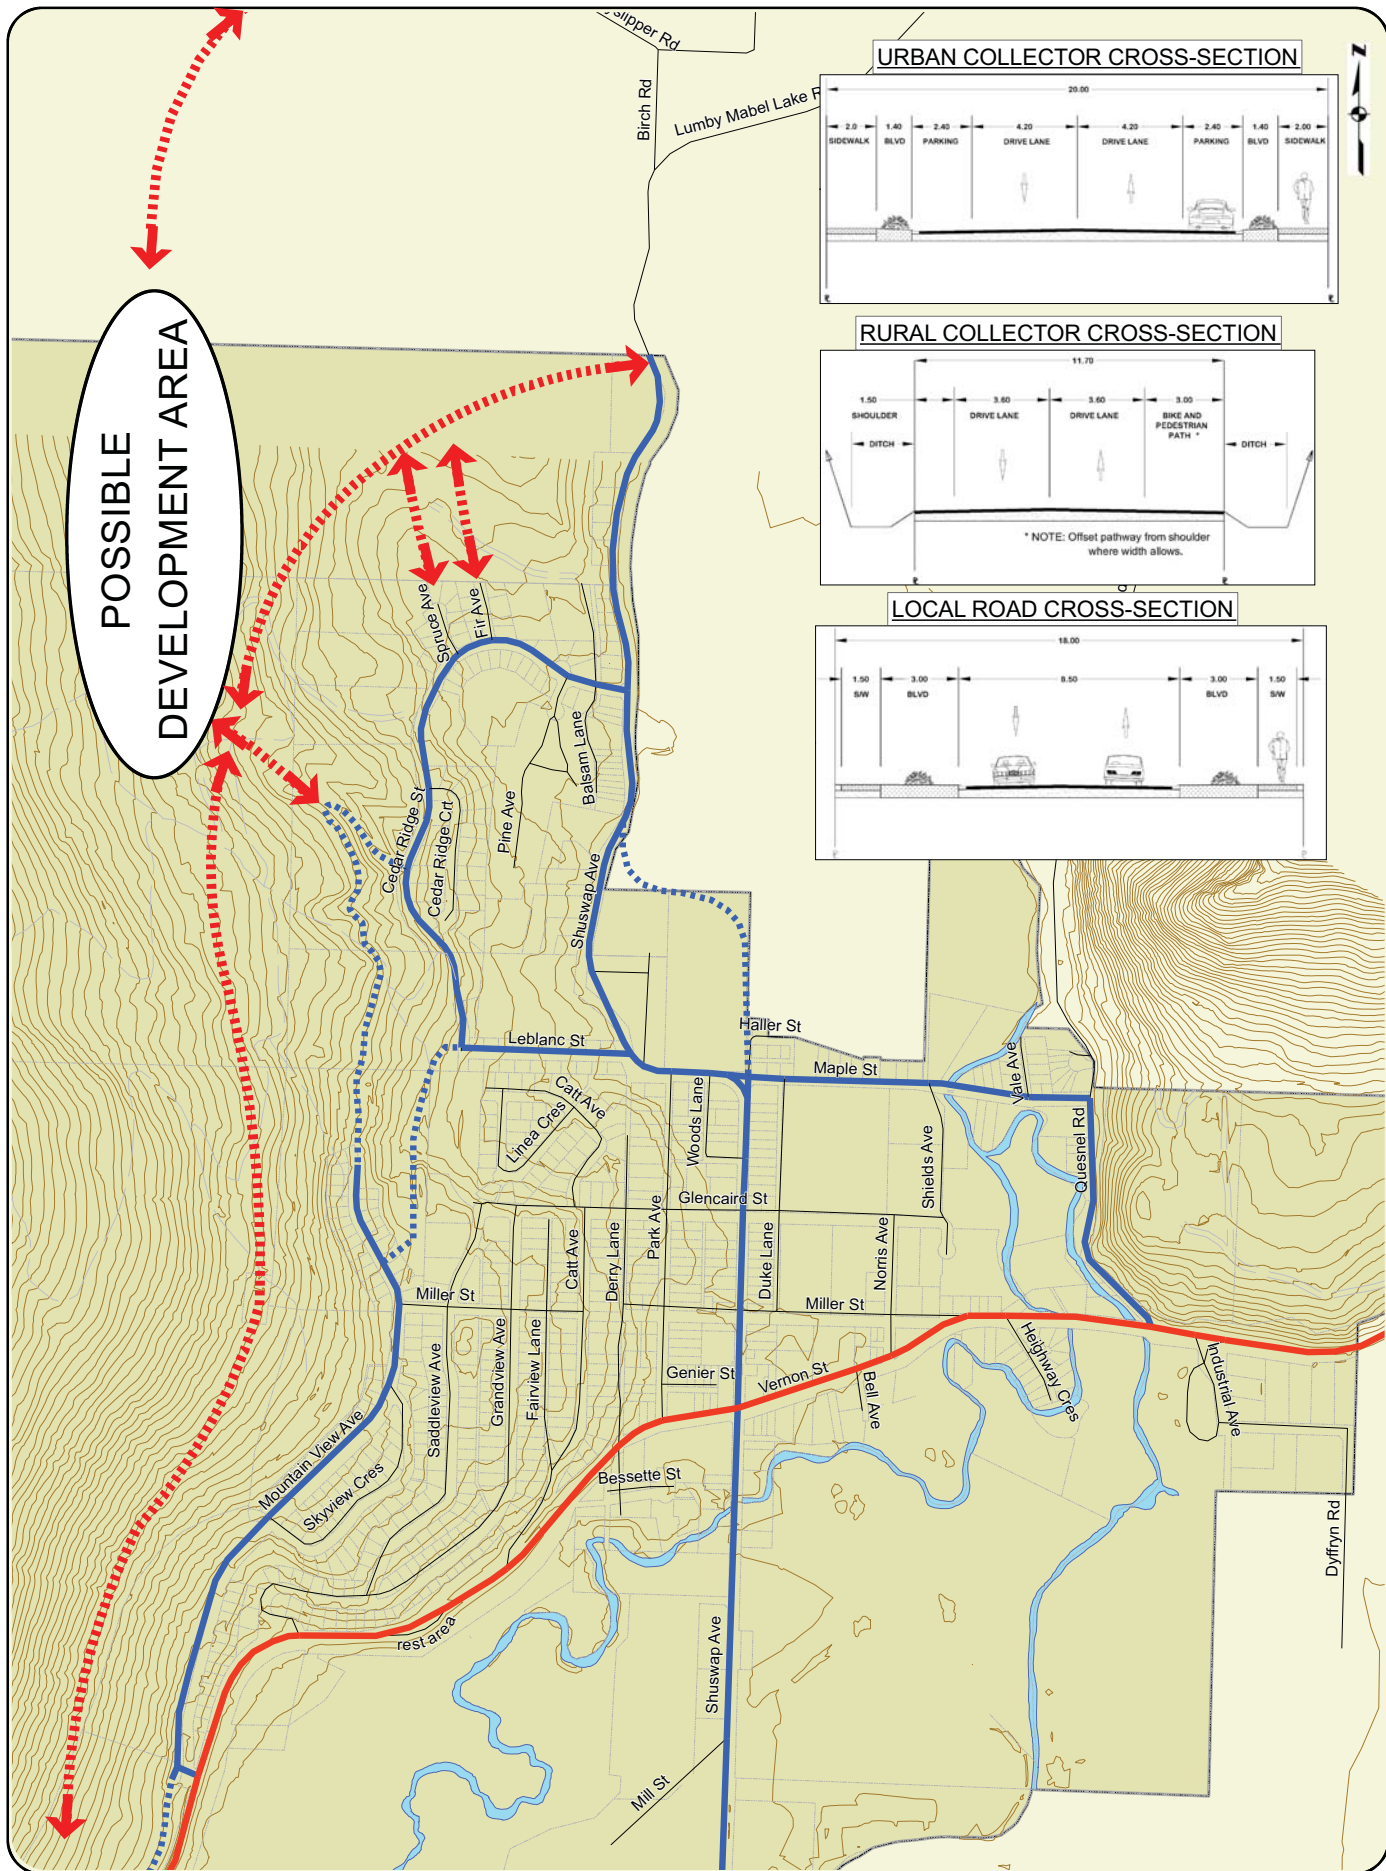 Birch Rd
Lumby Mabel Lake R
URBAN COLLECTOR CROSS-SECTION
20.00
2.0 1.40 2.40 4.20 4.20 2.40 1.40 2.00
SIDEWALK BLVD PARKING DRIVE LANE DRIVE LANE PARKING BLVD SIDEWALK
N
RURAL COLLECTOR CROSS-SECTION
11.70
1.50 3.60 3.60 3.00
SHOULDER DRIVE LANE DRIVE LANE BIKE AND
PEDESTRIAN
PATH *
DITCH DITCH
* NOTE: Offset pathway from shoulder
where width allows.
LOCAL ROAD CROSS-SECTION
18.00
1.50 3.00 8.50 3.00 1.50
S/W BLVD BLVD S/W
POSSIBLE
DEVELOPMENT AREA
Spruce Ave
Fir Ave
Balsam Lane
Pine Ave
Cedar Ridge St
Cedar Ridge Crt
Shuswap Ave
Haller St
Leblanc St
Maple St
Vale Ave
Catt Ave
Linea Cres
Woods Lane
Shields Ave
Quesnel Rd
Glencaird St
Park Ave
Derry Lane
Catt Ave
Duke Lane
Norris Ave
Miller St
Miller St
Heighway Cres
Genier St
Vernon St
Bell Ave
Industrial Ave
Saddleview Ave
Grandview Ave
Fairview Lane
Mountain View Ave
Skyview Cres
Bessette St
Dyffryn Rd
rest area
Shuswap Ave
Mill St